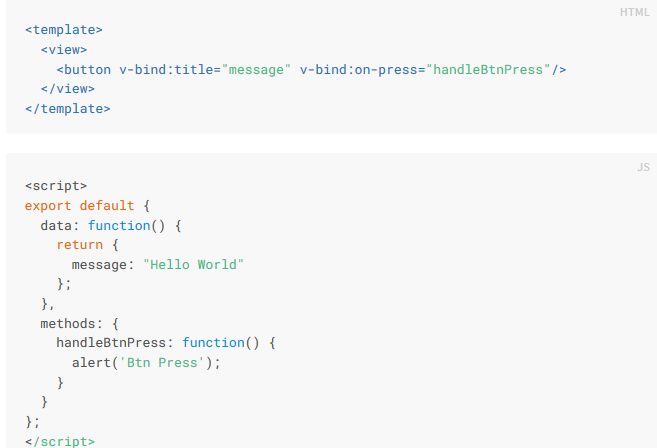 HTML
<template>
  <view>
    <button v-bind:title="message" v-bind:on-press="handleBtnPress"/>
  </view>
</template>
JS
<script>
export default {
  data: function() {
    return {
      message: "Hello World"
    };
  },
  methods: {
    handleBtnPress: function() {
      alert('Btn Press');
    }
  }
};
</script>